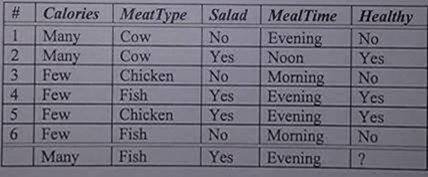 # Calories MeatType Salad MealTime Healthy
1 Many Cow No Evening No
2 Many Cow Yes Noon Yes
3 Few Chicken No Morning No
4 Few Fish Yes Evening Yes
5 Few Chicken Yes Evening Yes
6 Few Fish No Morning No
Many Fish Yes Evening ?